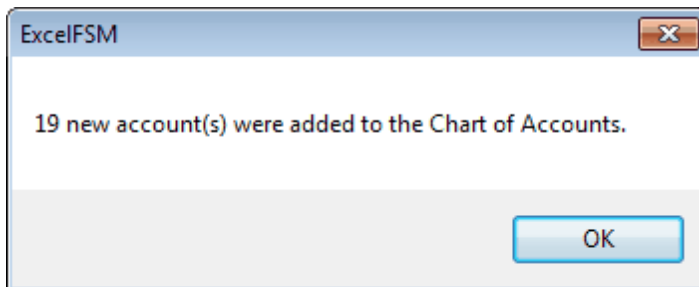 ExcelFSM
19 new account(s) were added to the Chart of Accounts.
OK